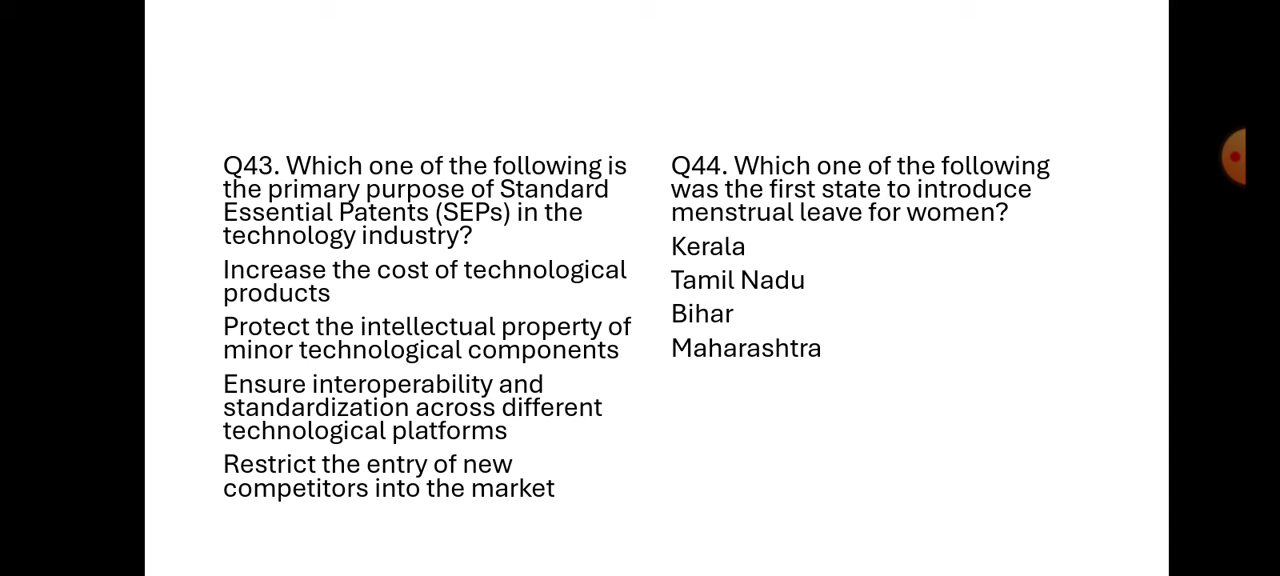 Q43. Which one of the following is
the primary purpose of Standard
Essential Patents (SEPs) in the
technology industry?
Increase the cost of technological
products
Protect the intellectual property of
minor technological components
Ensure interoperability and
standardization across different
technological platforms
Restrict the entry of new
competitors into the market
Q44. Which one of the following
was the first state to introduce
menstrual leave for women?
Kerala
Tamil Nadu
Bihar
Maharashtra